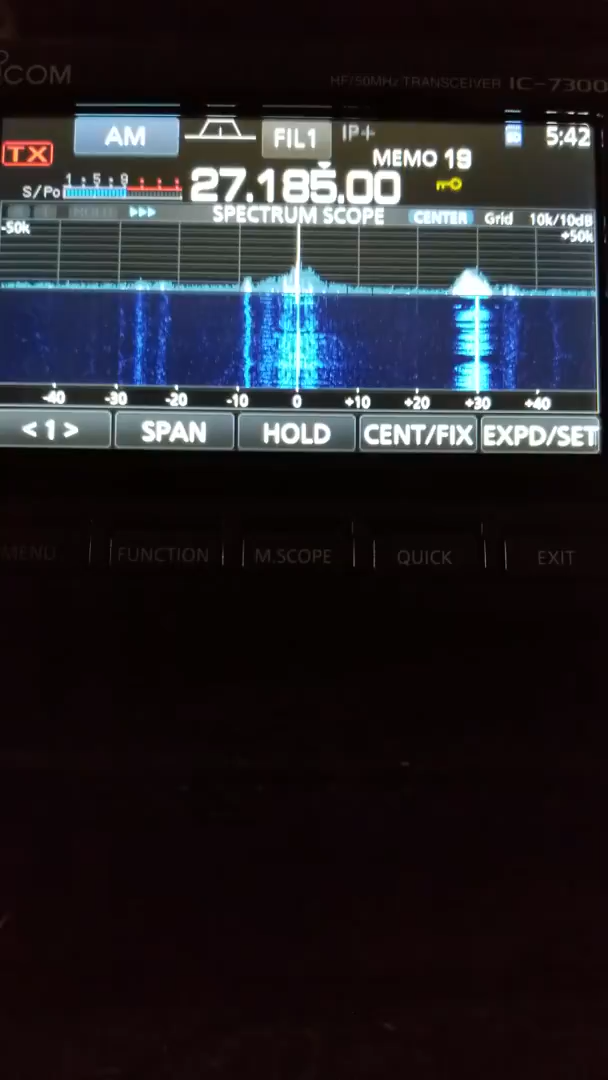 ICOM
HF/50MHz TRANSCEIVER IC-7300
AM FIL1 IP+ 5:42
TX MEMO 19
S/Po 1 5 9 27.185.00
HOLD SPECTRUM SCOPE CENTER Grid 10k/10dB
-50k +50k
-40 -30 -20 -10 0 +10 +20 +30 +40
<1> SPAN HOLD CENT/FIX EXPD/SET
MENU FUNCTION M.SCOPE QUICK EXIT